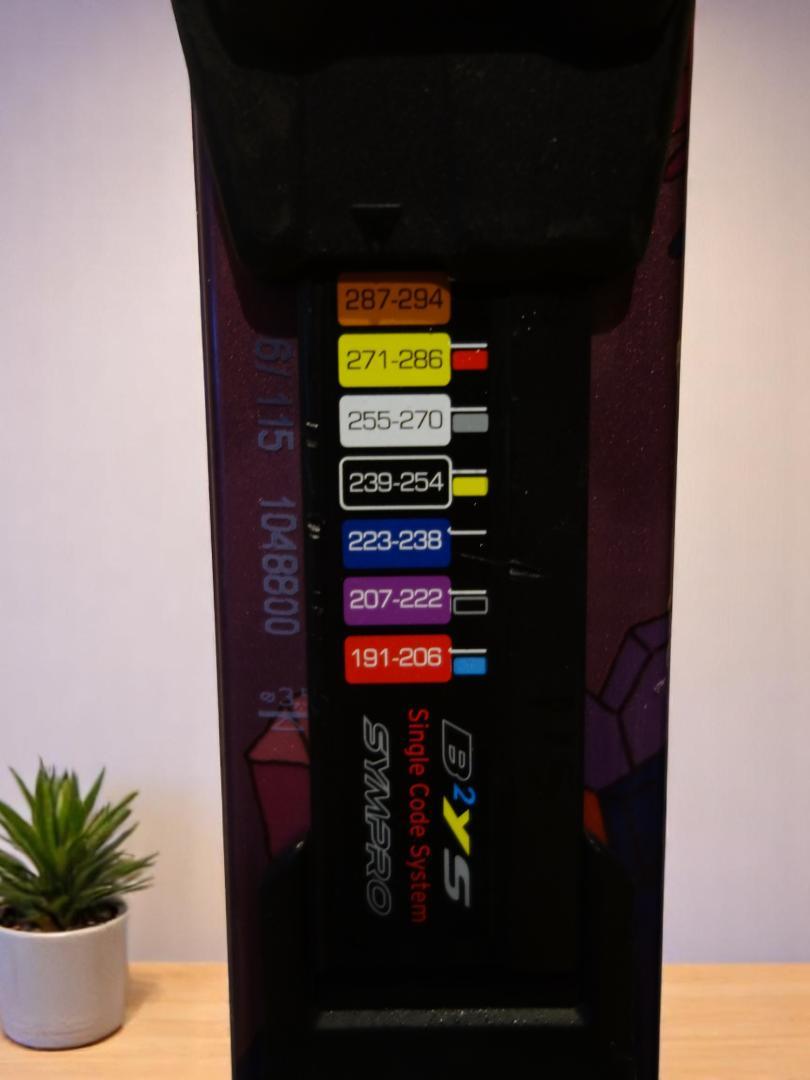 287-294
271-286
255-270
239-254
223-238
207-222
191-206
B²YS
Single Code System
SYMPRO
6/ 115 1048800